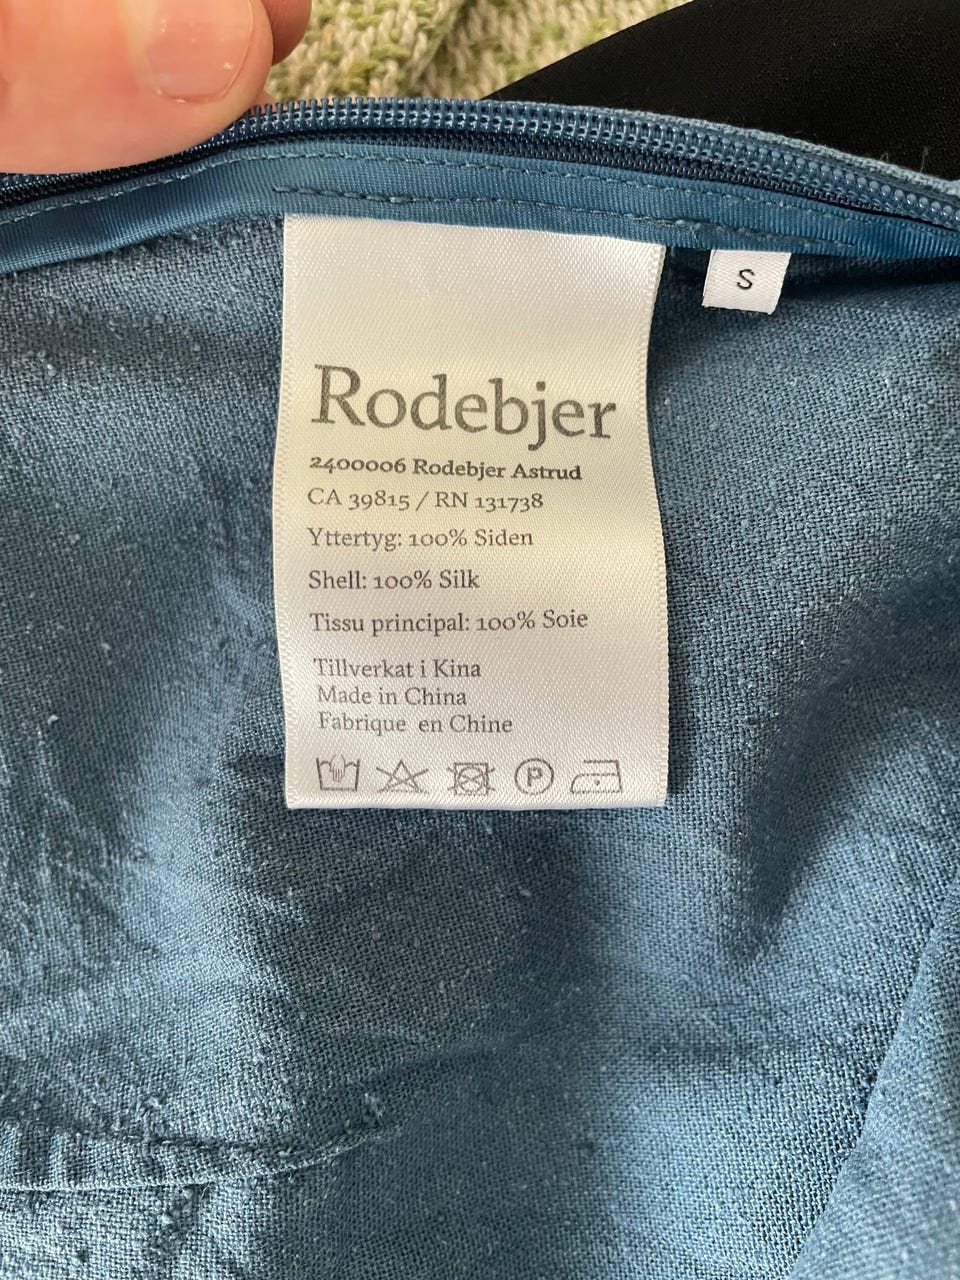 Rodebjer
2400006 Rodebjer Astrud
CA 39815 / RN 131738
Yttertyg: 100% Siden
Shell: 100% Silk
Tissu principal: 100% Soie
Tillverkat i Kina
Made in China
Fabrique en Chine
P
S